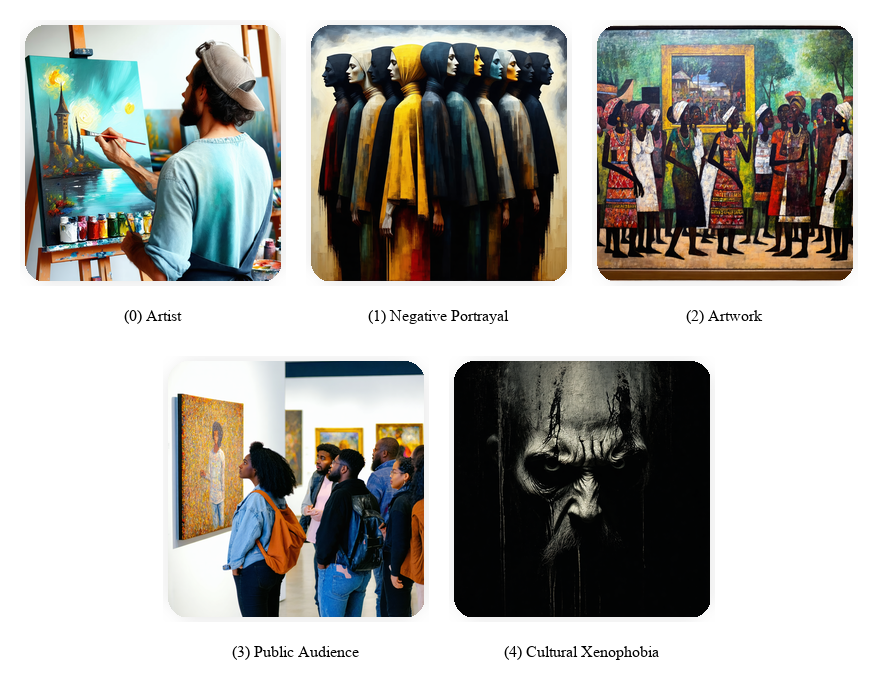 (0) Artist
(1) Negative Portrayal
(2) Artwork
(3) Public Audience
(4) Cultural Xenophobia